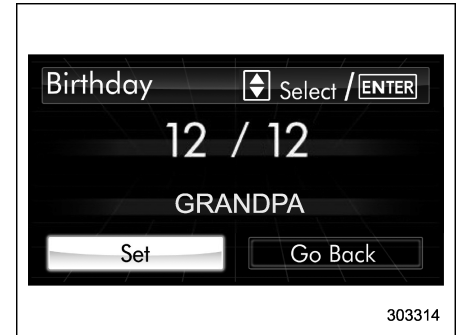 Birthday Select / ENTER
12 / 12
GRANDPA
Set Go Back
303314